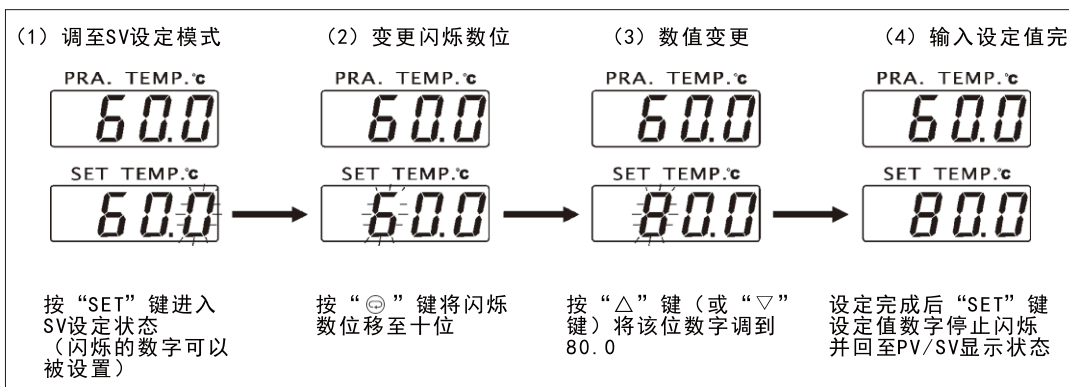 (1) 调至SV设定模式
PRA. TEMP.℃
60.0
SET TEMP.℃
60.0
按“SET”键进入
SV设定状态
(闪烁的数字可以
被设置)
(2) 变更闪烁数位
PRA. TEMP.℃
60.0
SET TEMP.℃
60.0
按“ ”键将闪烁
数位移至十位
(3) 数值变更
PRA. TEMP.℃
60.0
SET TEMP.℃
80.0
按“△”键(或“▽”
键)将该位数字调到
80.0
(4) 输入设定值完
PRA. TEMP.℃
60.0
SET TEMP.℃
80.0
设定完成后“SET”键
设定值数字停止闪烁
并回至PV/SV显示状态